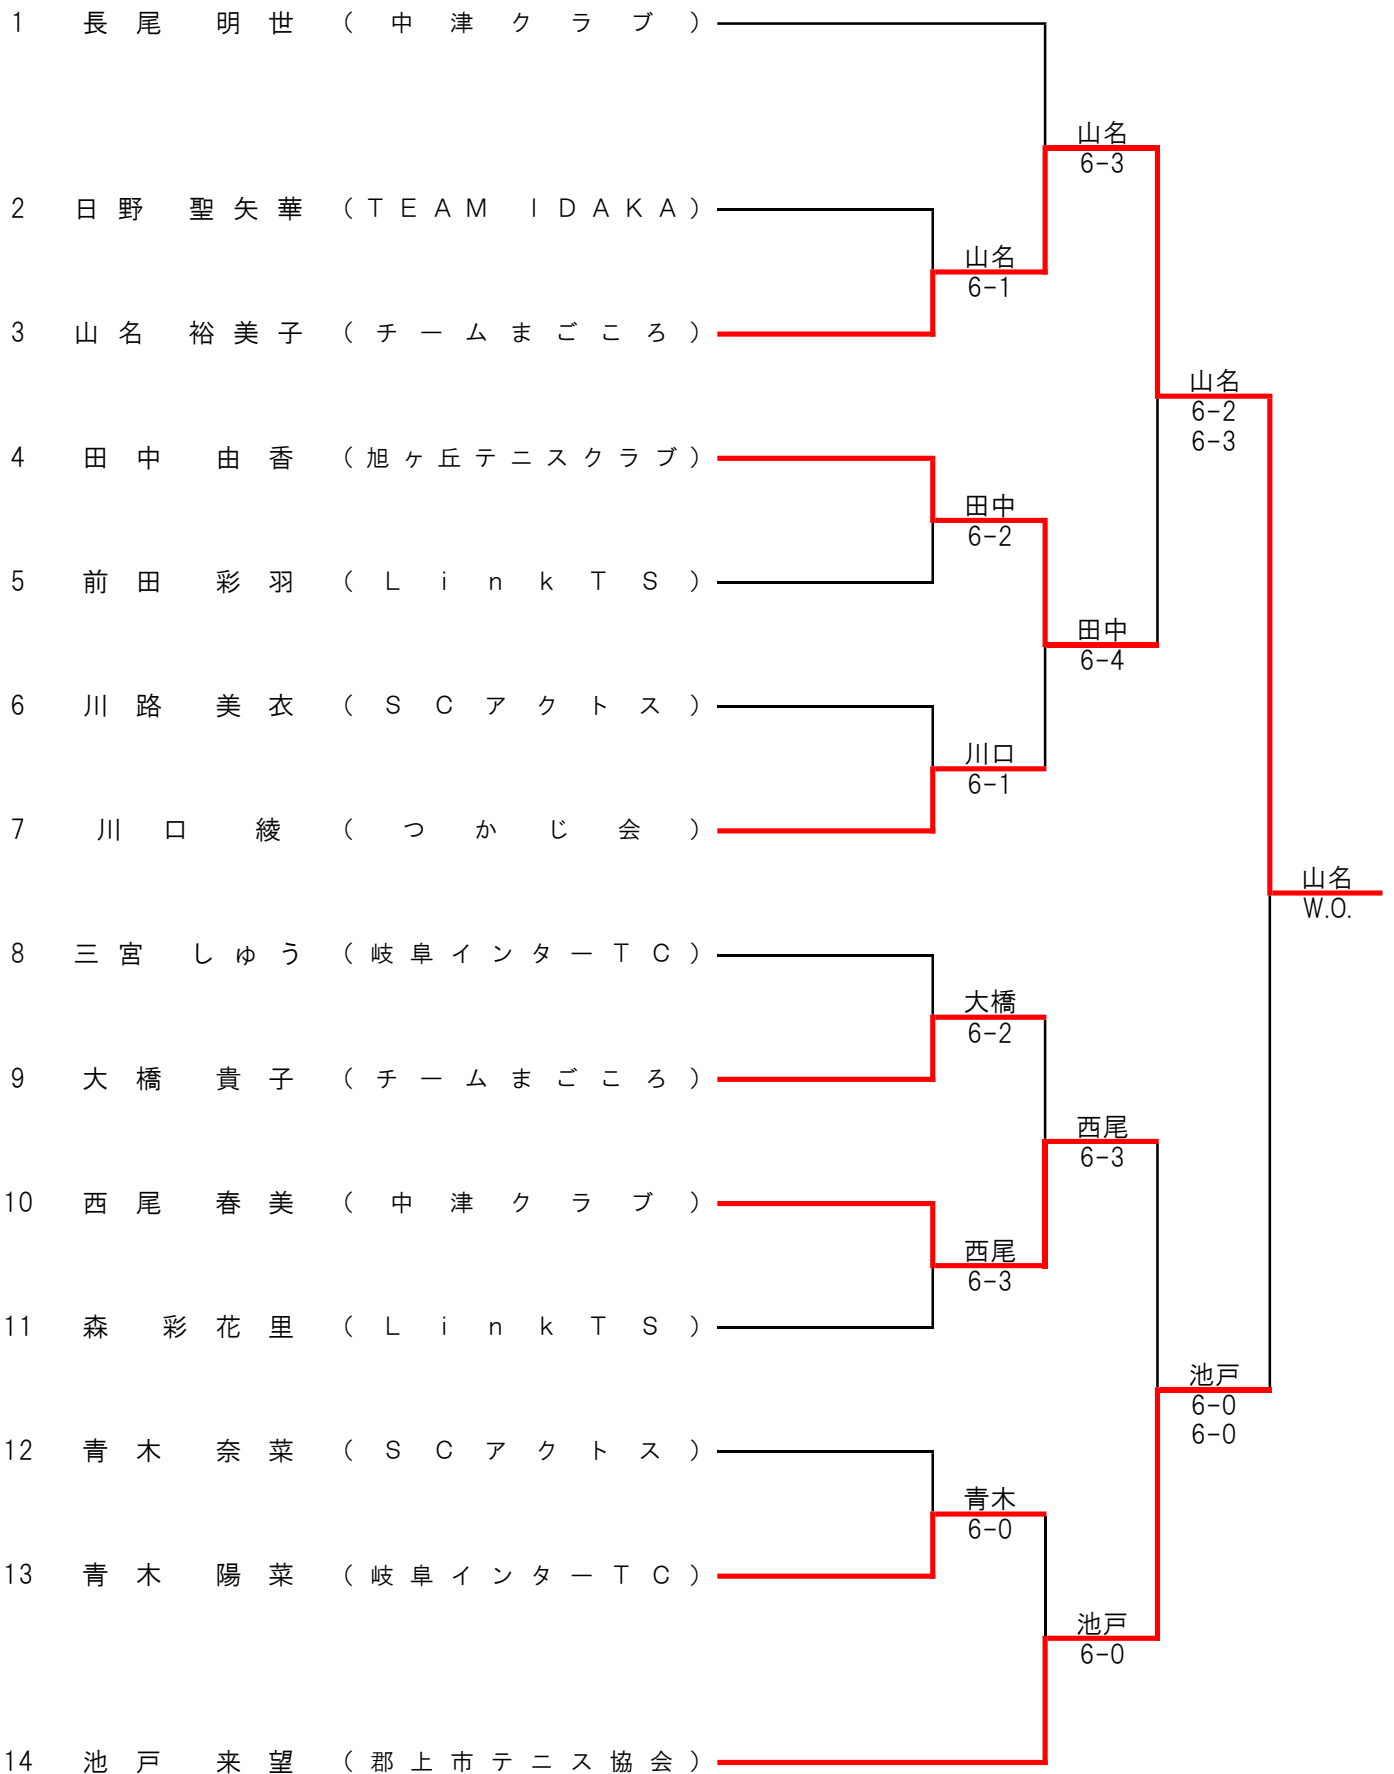 1 長尾 明世 (中津クラブ)
山名
6-3
2 日野 聖矢華 (TEAM IDAKA)
山名
6-1
3 山名 裕美子 (チームまごころ)
山名
6-2
6-3
4 田中 由香 (旭ヶ丘テニスクラブ)
田中
6-2
5 前田 彩羽 (LinkTS)
田中
6-4
6 川路 美衣 (SCアクトス)
川口
6-1
7 川口 綾 (つかじ会)
山名
W.O.
8 三宮 しゅう (岐阜インターTC)
大橋
6-2
9 大橋 貴子 (チームまごころ)
西尾
6-3
10 西尾 春美 (中津クラブ)
西尾
6-3
11 森 彩花里 (LinkTS)
池戸
6-0
6-0
12 青木 奈菜 (SCアクトス)
青木
6-0
13 青木 陽菜 (岐阜インターTC)
池戸
6-0
14 池戸 来望 (郡上市テニス協会)